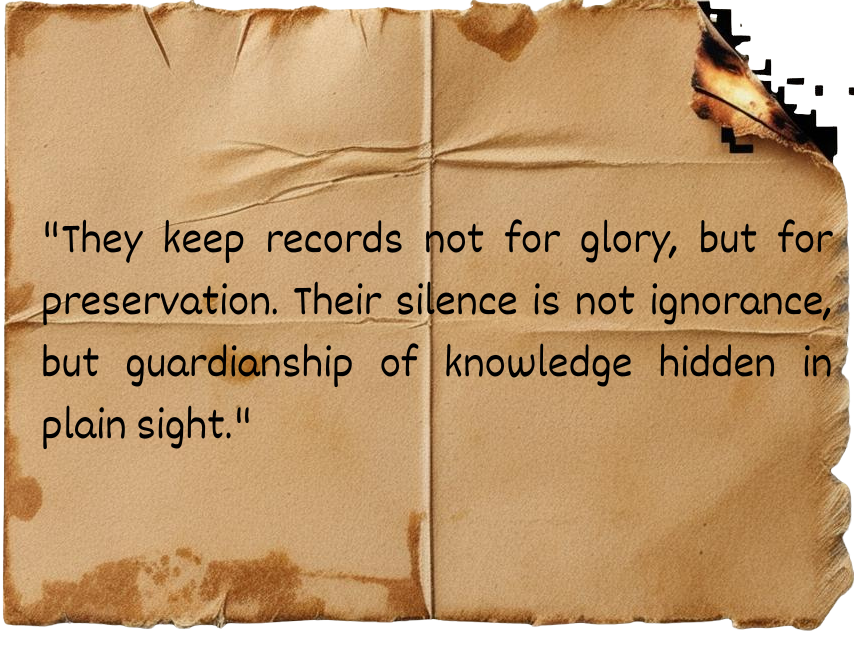 "They keep records not for glory, but for
preservation. Their silence is not ignorance,
but guardianship of knowledge hidden in
plain sight."